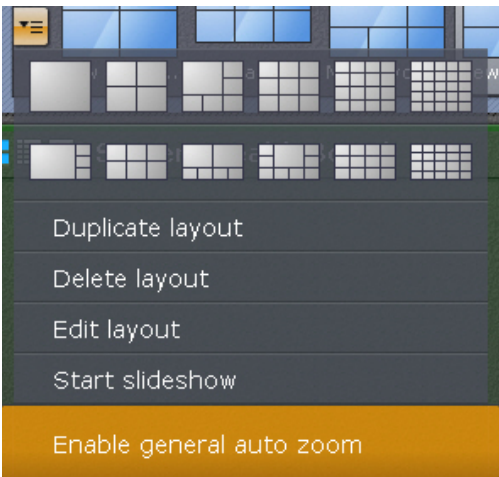 Duplicate layout
Delete layout
Edit layout
Start slideshow
Enable general auto zoom